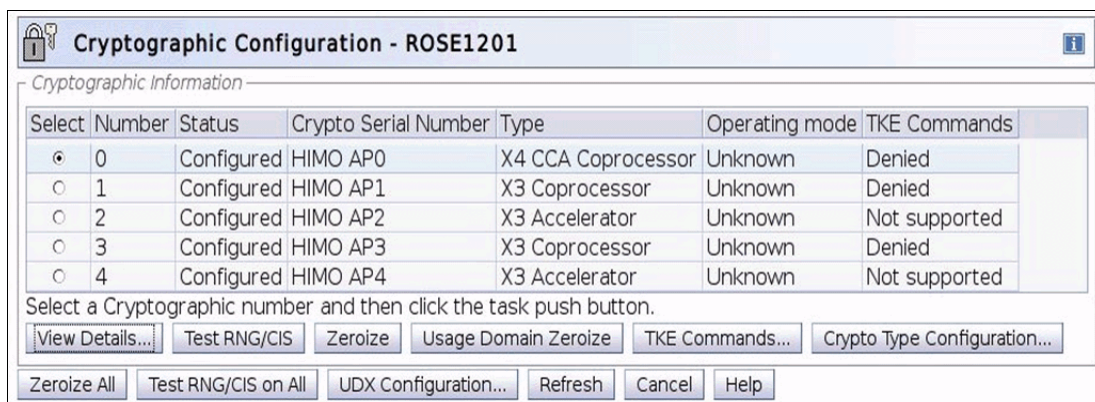 Cryptographic Configuration - ROSE1201
Cryptographic Information
Select Number Status Crypto Serial Number Type Operating mode TKE Commands
0 Configured HIMO AP0 X4 CCA Coprocessor Unknown Denied
1 Configured HIMO AP1 X3 Coprocessor Unknown Denied
2 Configured HIMO AP2 X3 Accelerator Unknown Not supported
3 Configured HIMO AP3 X3 Coprocessor Unknown Denied
4 Configured HIMO AP4 X3 Accelerator Unknown Not supported
Select a Cryptographic number and then click the task push button.
View Details... Test RNG/CIS Zeroize Usage Domain Zeroize TKE Commands... Crypto Type Configuration...
Zeroize All Test RNG/CIS on All UDX Configuration... Refresh Cancel Help